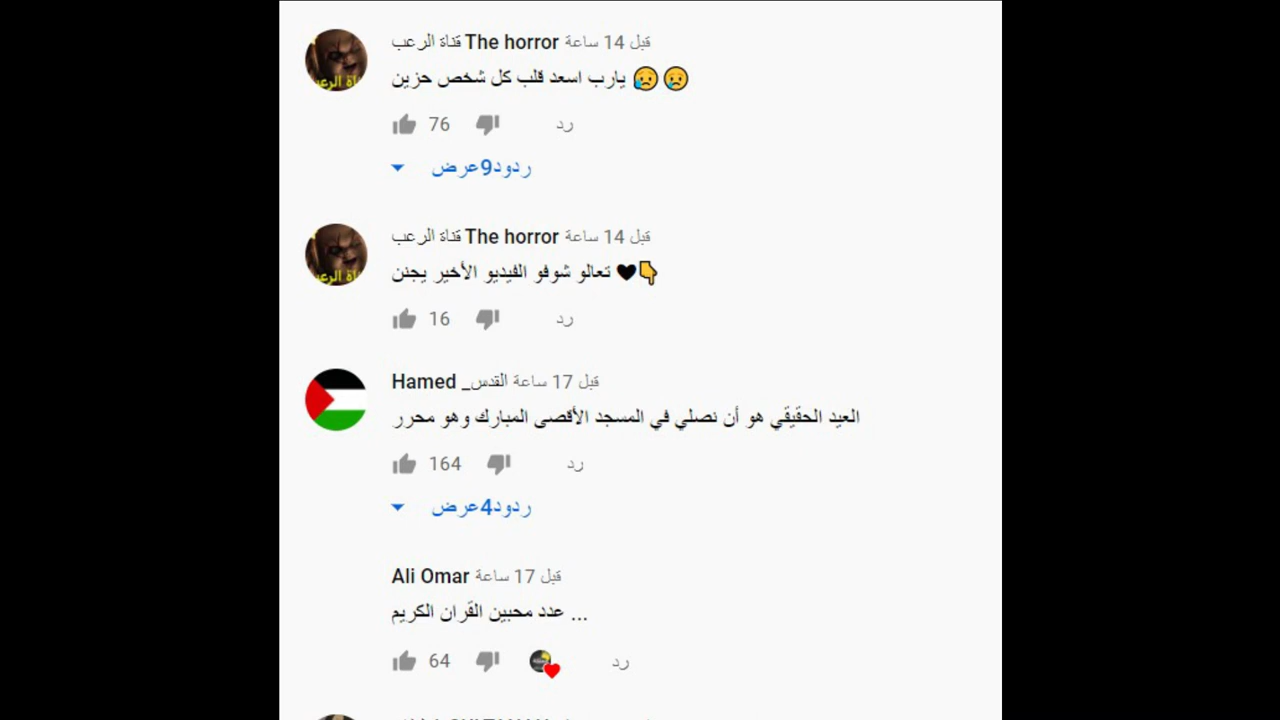 قناة الرعب The horror قبل 14 ساعة
يارب اسعد قلب كل شخص حزين 😥😢
76 رد
عرض 9 ردود
قناة الرعب The horror قبل 14 ساعة
تعالو شوفو الفيديو الأخير يجنن 🖤👇
16 رد
Hamed _القدس قبل 17 ساعة
العيد الحقيقي هو أن نصلي في المسجد الأقصى المبارك وهو محرر
164 رد
عرض 4 ردود
Ali Omar قبل 17 ساعة
عدد محبين القران الكريم ...
64 رد